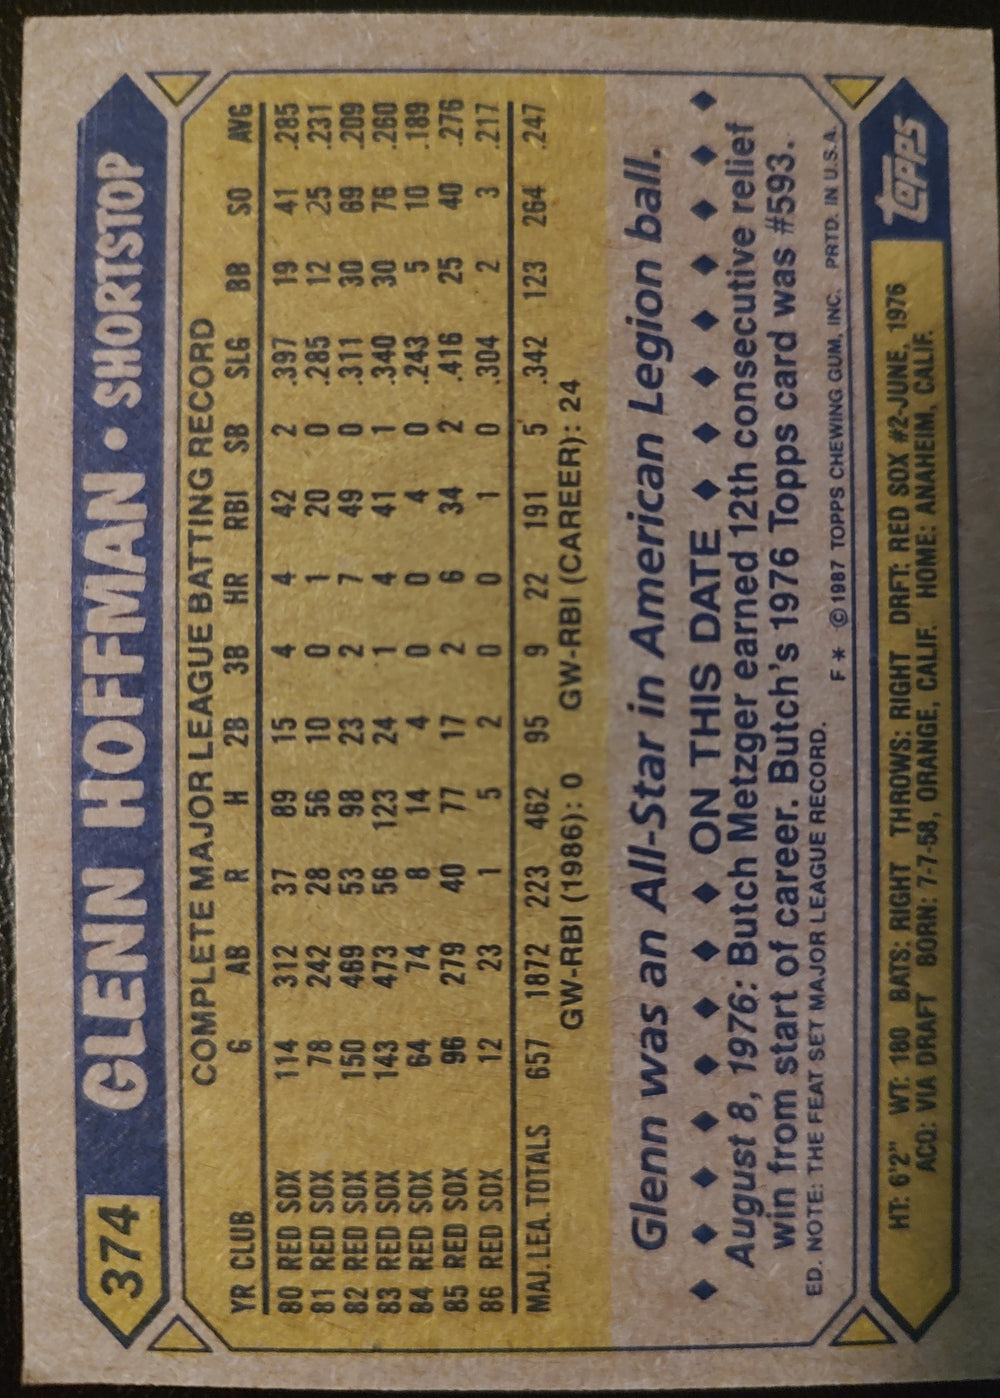 374 GLENN HOFFMAN • SHORTSTOP
COMPLETE MAJOR LEAGUE BATTING RECORD
YR CLUB G AB R H 2B 3B HR RBI SB SLG BB SO AVG
80 RED SOX 114 312 37 89 15 4 4 42 2 .397 19 41 .285
81 RED SOX 78 242 28 56 10 0 1 20 0 .285 12 25 .231
82 RED SOX 150 469 53 98 23 2 7 49 0 .311 30 69 .209
83 RED SOX 143 473 56 123 24 1 4 41 1 .340 30 76 .260
84 RED SOX 64 74 8 14 4 0 0 4 0 .243 5 10 .189
85 RED SOX 96 279 40 77 17 2 6 34 2 .416 25 40 .276
86 RED SOX 12 23 1 5 2 0 0 1 0 .304 2 3 .217
MAJ. LEA. TOTALS 657 1872 223 462 95 9 22 191 5 .342 123 264 .247
GW-RBI (1986): 0 GW-RBI (CAREER): 24
Glenn was an All-Star in American Legion ball.
ON THIS DATE
August 8, 1976: Butch Metzger earned 12th consecutive relief
win from start of career. Butch's 1976 Topps card was #593.
ED. NOTE: THE FEAT SET MAJOR LEAGUE RECORD. F* ©1987 TOPPS CHEWING GUM, INC. PRTD. IN U.S.A.
HT: 6'2" WT: 180 BATS: RIGHT THROWS: RIGHT DRFT: RED SOX #2-JUNE, 1976
ACQ: VIA DRAFT BORN: 7-7-58, ORANGE, CALIF. HOME: ANAHEIM, CALIF.
Topps